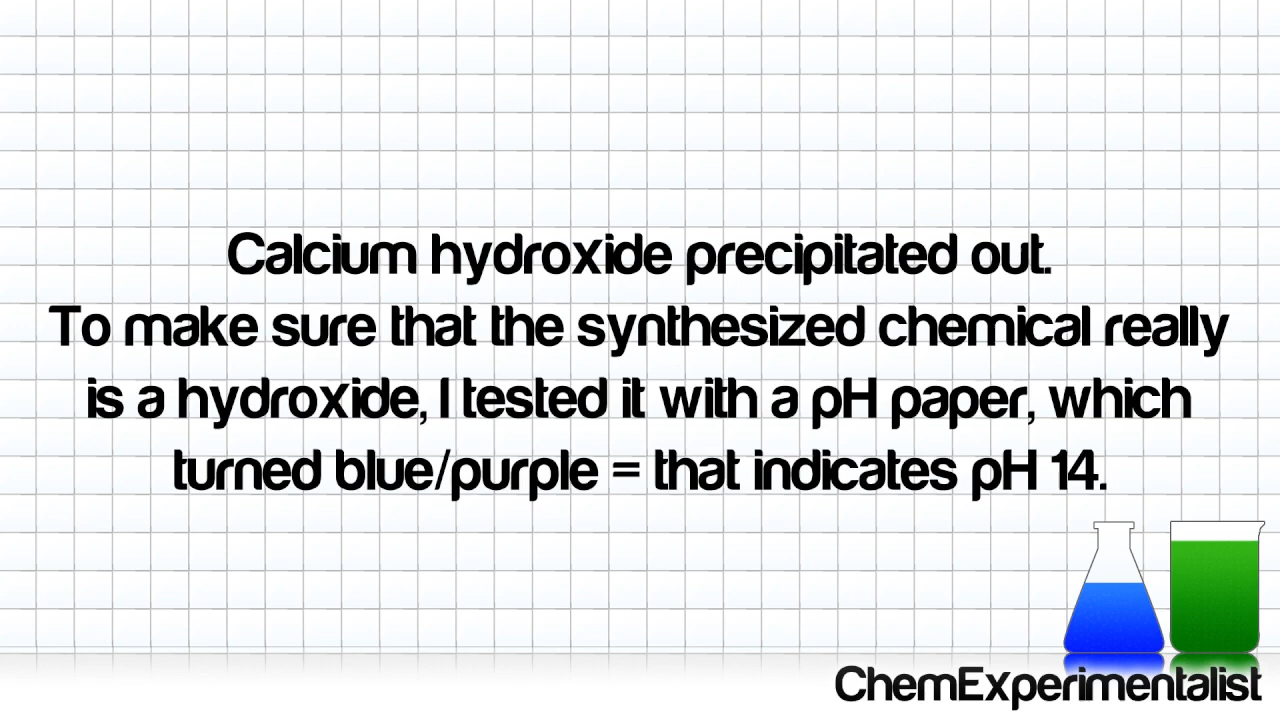 Calcium hydroxide precipitated out.
To make sure that the synthesized chemical really
is a hydroxide, I tested it with a pH paper, which
turned blue/purple = that indicates pH 14.
ChemExperimentalist